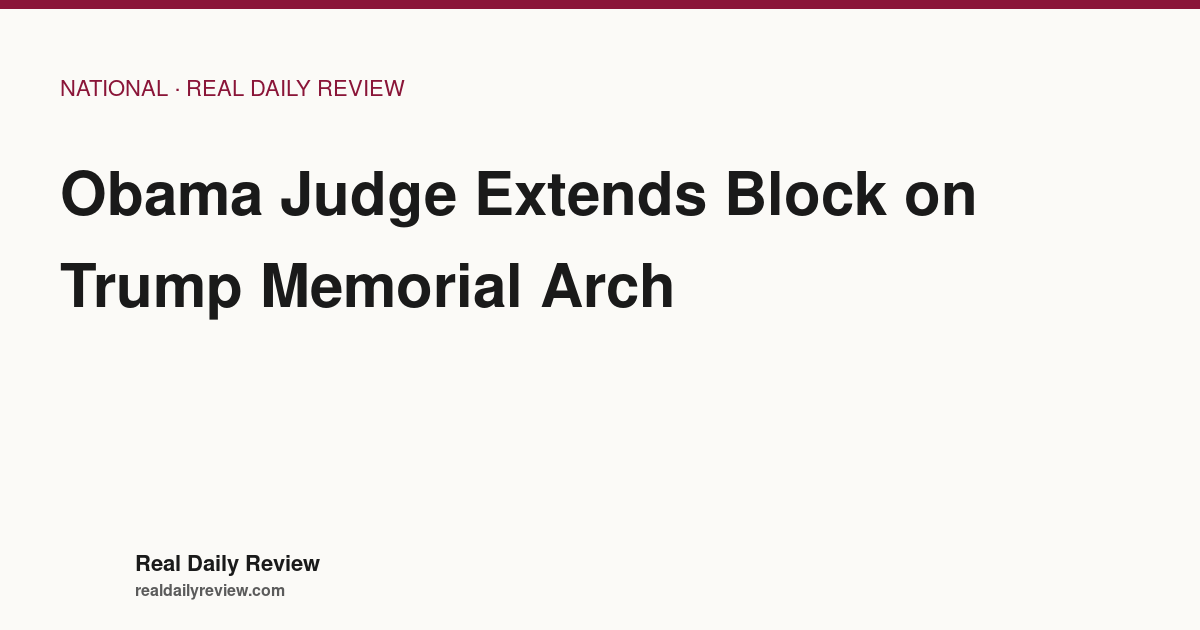 NATIONAL · REAL DAILY REVIEW
Obama Judge Extends Block on
Trump Memorial Arch
Real Daily Review
realdailyreview.com